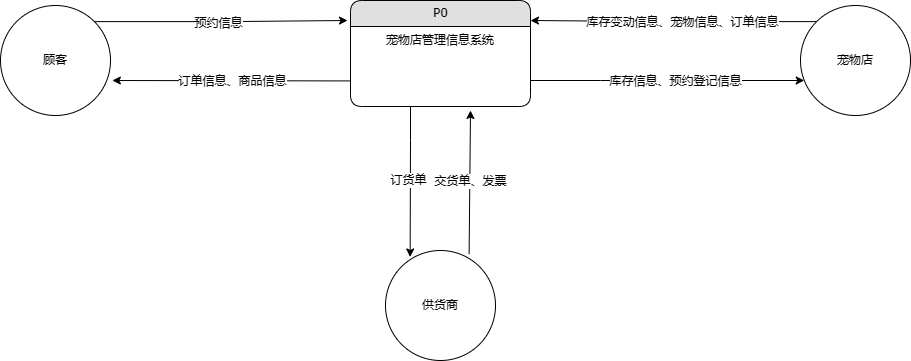 P0
预约信息
库存变动信息、宠物信息、订单信息
宠物店管理信息系统
顾客
宠物店
订单信息、商品信息
库存信息、预约登记信息
订货单
交货单、发票
供货商